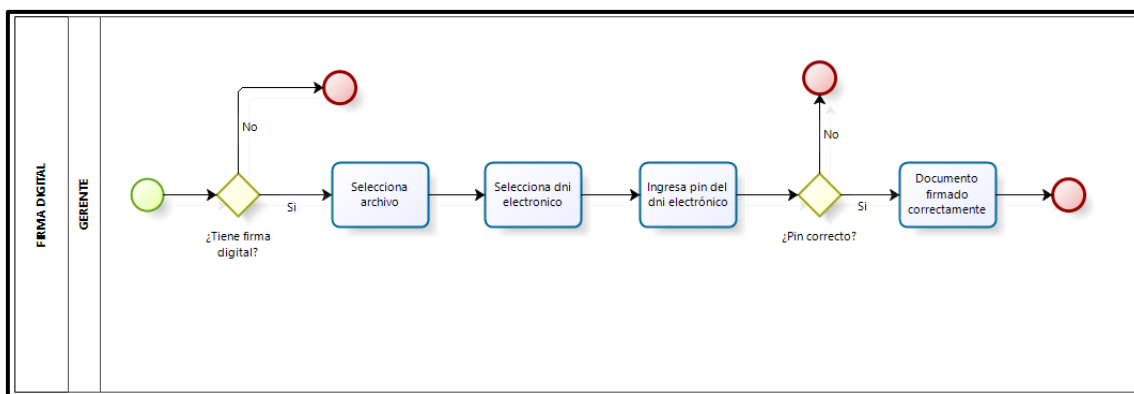 FIRMA DIGITAL
GERENTE
No
¿Tiene firma
digital?
Si
Selecciona
archivo
Selecciona dni
electronico
Ingresa pin del
dni electrónico
No
¿Pin correcto?
Si
Documento
firmado
correctamente